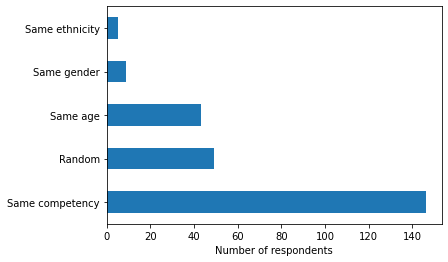 Same ethnicity
Same gender
Same age
Random
Same competency
0 20 40 60 80 100 120 140
Number of respondents